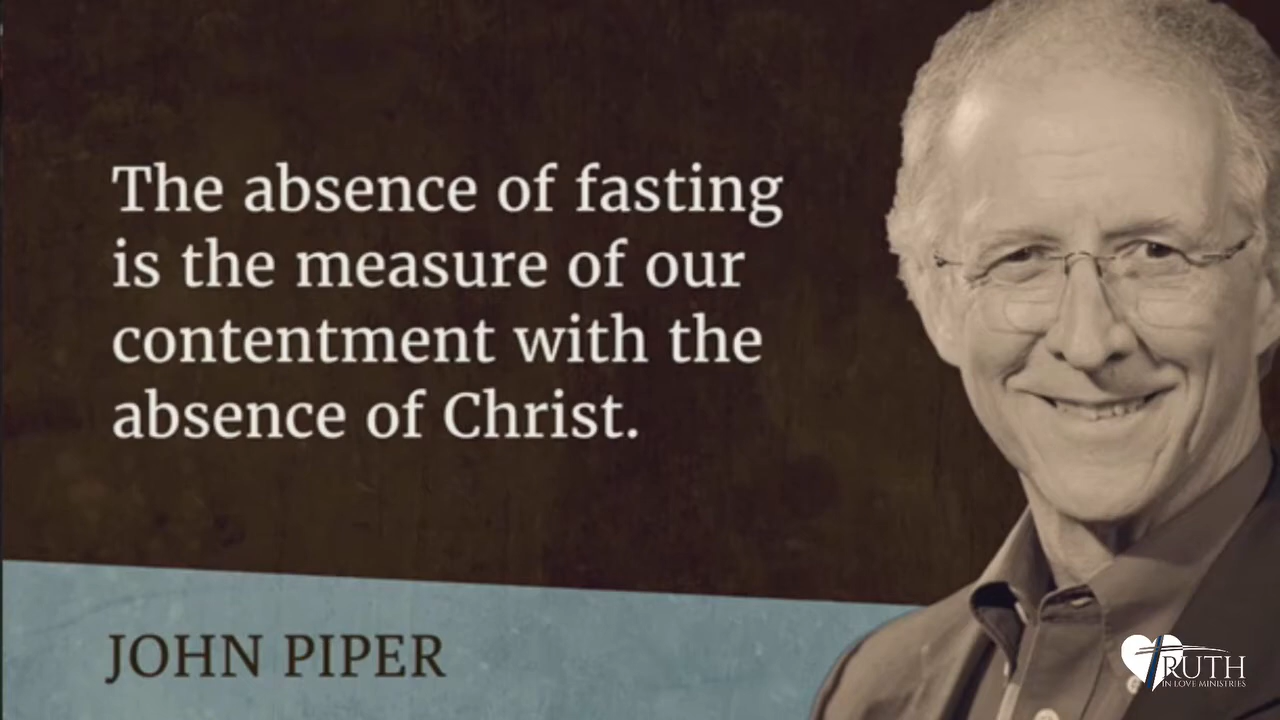 The absence of fasting
is the measure of our
contentment with the
absence of Christ.
JOHN PIPER
TRUTH
IN LOVE MINISTRIES